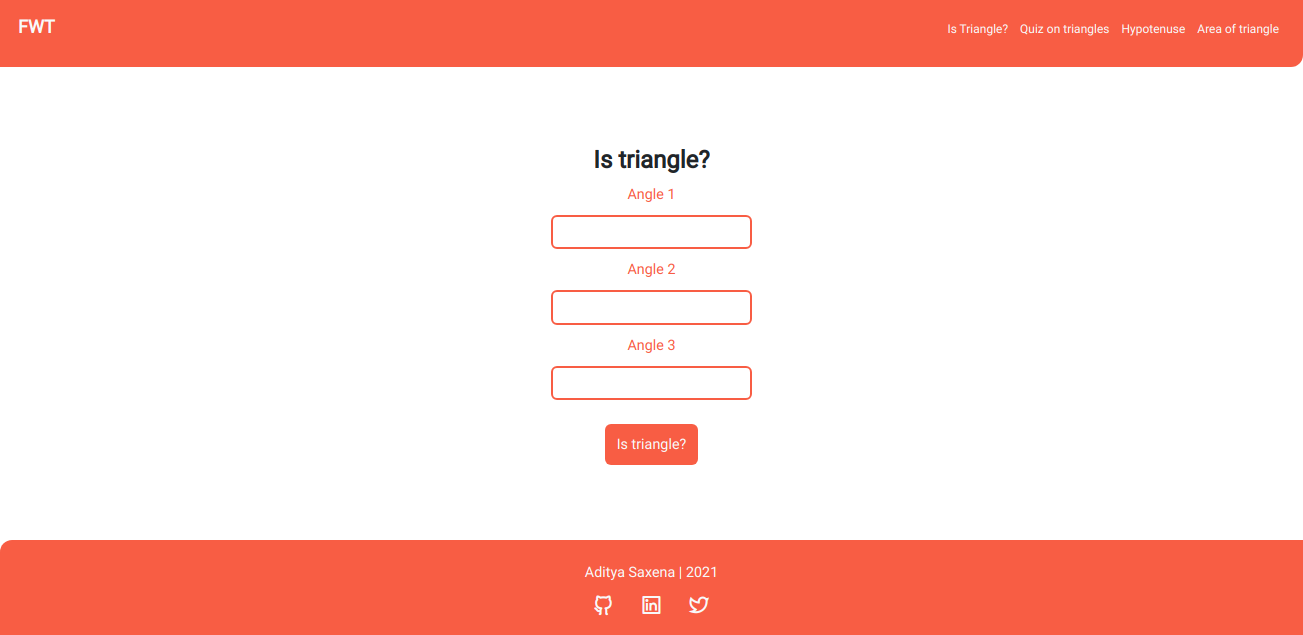 FWT
Is Triangle? Quiz on triangles Hypotenuse Area of triangle
Is triangle?
Angle 1
Angle 2
Angle 3
Is triangle?
Aditya Saxena | 2021